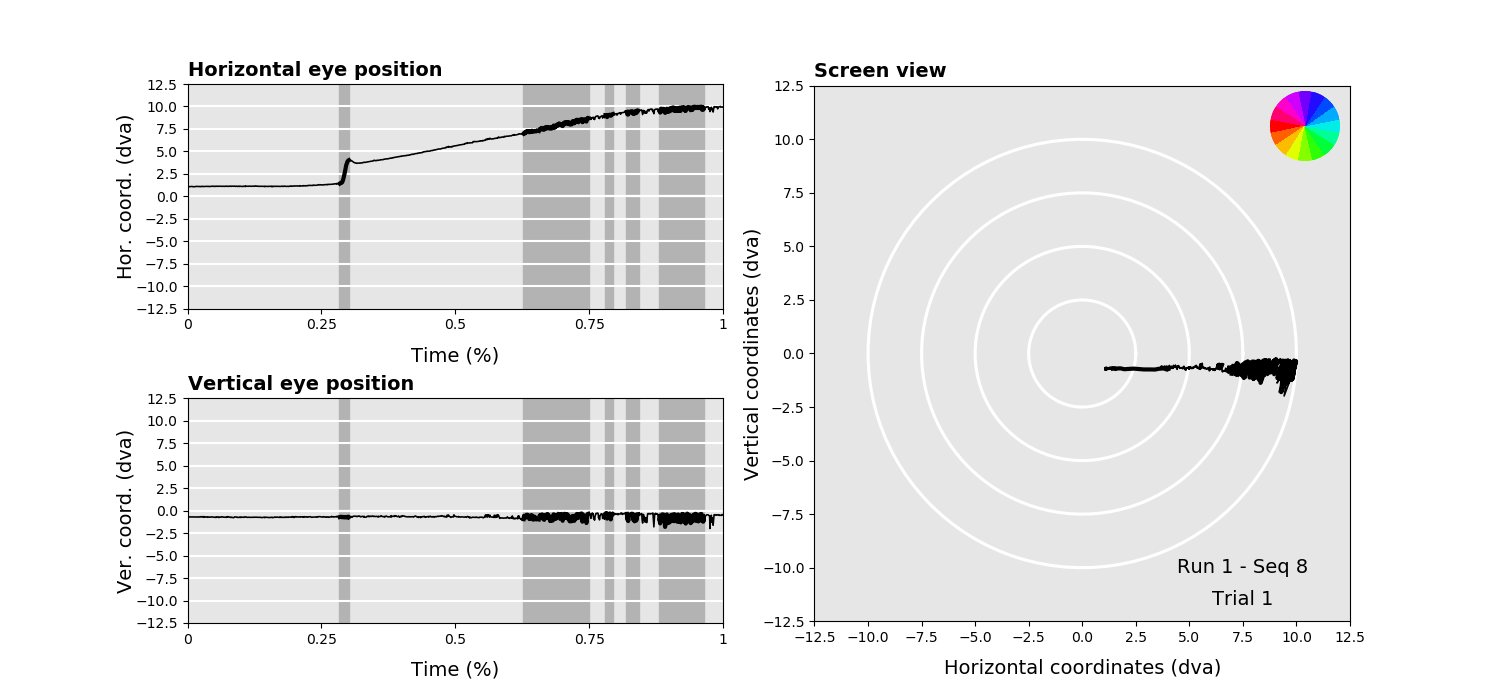 Horizontal eye position
Hor. coord. (dva)
12.5
10.0
7.5
5.0
2.5
0.0
−2.5
−5.0
−7.5
−10.0
−12.5
0 0.25 0.5 0.75 1
Time (%)
Vertical eye position
Ver. coord. (dva)
12.5
10.0
7.5
5.0
2.5
0.0
−2.5
−5.0
−7.5
−10.0
−12.5
0 0.25 0.5 0.75 1
Time (%)
Screen view
Vertical coordinates (dva)
12.5
10.0
7.5
5.0
2.5
0.0
−2.5
−5.0
−7.5
−10.0
−12.5
Run 1 - Seq 8
Trial 1
−12.5 −10.0 −7.5 −5.0 −2.5 0.0 2.5 5.0 7.5 10.0 12.5
Horizontal coordinates (dva)